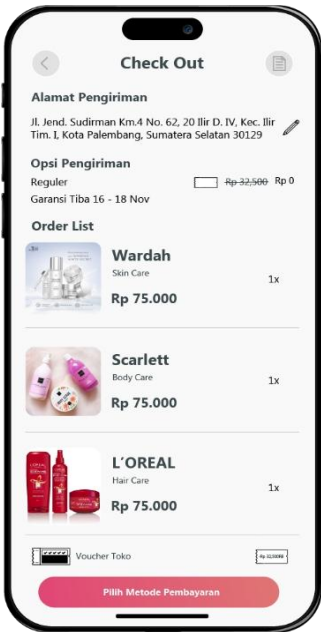 Check Out
Alamat Pengiriman
Jl. Jend. Sudirman Km.4 No. 62, 20 Ilir D. IV, Kec. Ilir
Tim. I, Kota Palembang, Sumatera Selatan 30129
Opsi Pengiriman
Reguler Rp 32,500 Rp 0
Garansi Tiba 16 - 18 Nov
Order List
Wardah
Skin Care
1x
Rp 75.000
Scarlett
Body Care
1x
Rp 75.000
L'OREAL
Hair Care
1x
Rp 75.000
Voucher Toko
Pilih Metode Pembayaran